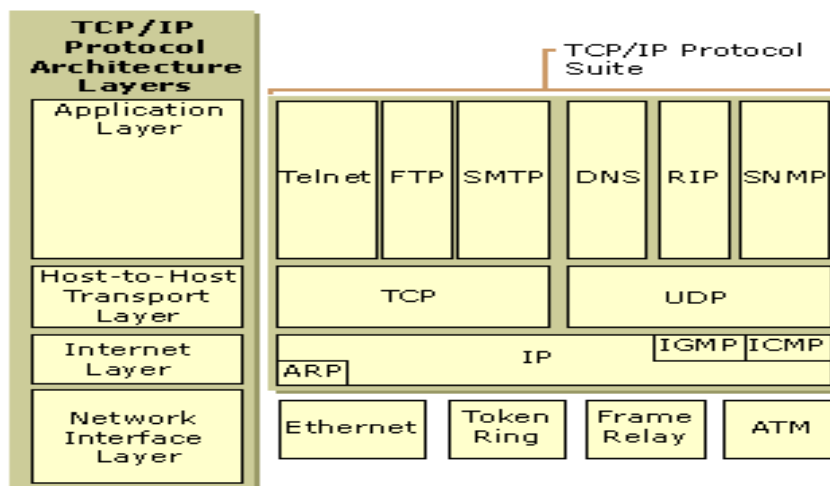 TCP/IP
Protocol
Architecture
Layers
TCP/IP Protocol
Suite
Application
Layer
Telnet FTP SMTP DNS RIP SNMP
Host-to-Host
Transport
Layer
TCP UDP
Internet
Layer
IP IGMP ICMP
ARP
Network
Interface
Layer
Ethernet
Token
Ring
Frame
Relay
ATM